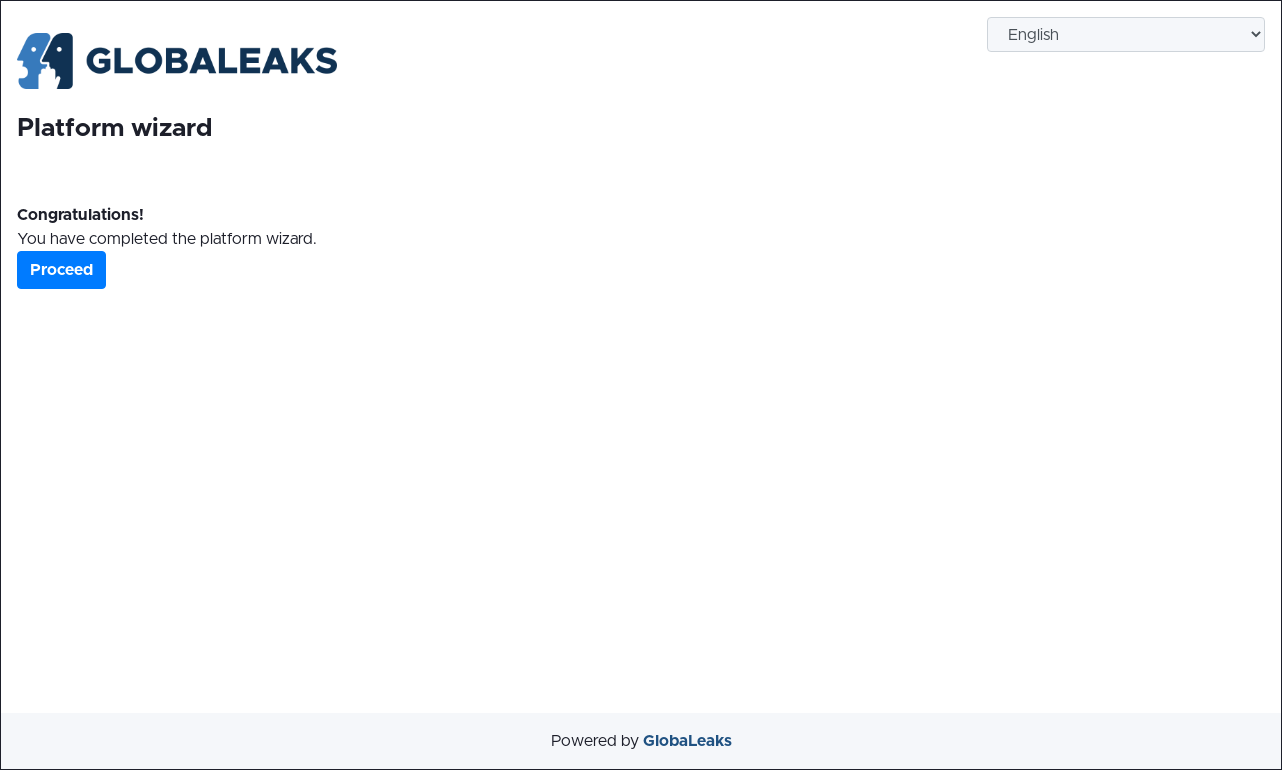 GLOBALEAKS
English
Platform wizard
Congratulations!
You have completed the platform wizard.
Proceed
Powered by GlobaLeaks